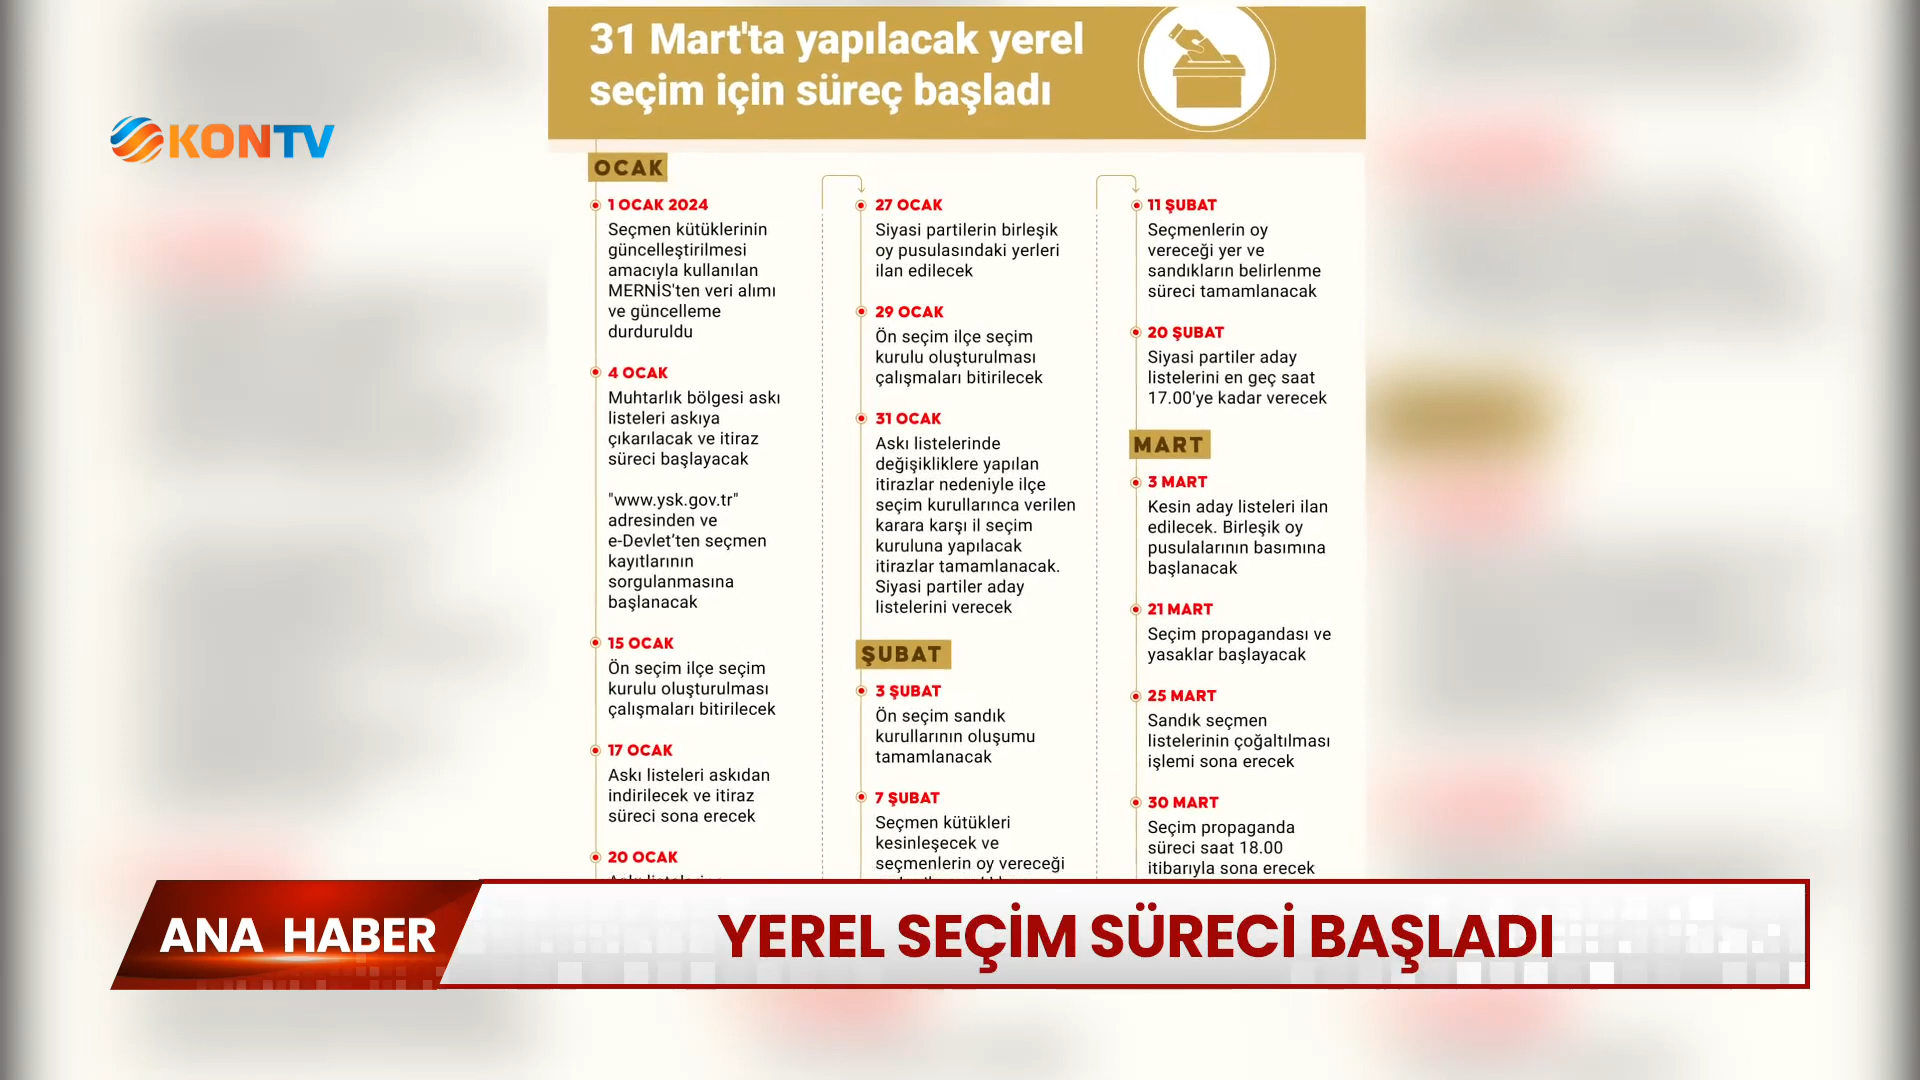 31 Mart'ta yapılacak yerel
seçim için süreç başladı
KONTV
OCAK
1 OCAK 2024
Seçmen kütüklerinin
güncelleştirilmesi
amacıyla kullanılan
MERNİS'ten veri alımı
ve güncelleme
durduruldu
4 OCAK
Muhtarlık bölgesi askı
listeleri askıya
çıkarılacak ve itiraz
süreci başlayacak
"www.ysk.gov.tr"
adresinden ve
e-Devlet’ten seçmen
kayıtlarının
sorgulanmasına
başlanacak
15 OCAK
Ön seçim ilçe seçim
kurulu oluşturulması
çalışmaları bitirilecek
17 OCAK
Askı listeleri askıdan
indirilecek ve itiraz
süreci sona erecek
20 OCAK
27 OCAK
Siyasi partilerin birleşik
oy pusulasındaki yerleri
ilan edilecek
29 OCAK
Ön seçim ilçe seçim
kurulu oluşturulması
çalışmaları bitirilecek
31 OCAK
Askı listelerinde
değişikliklere yapılan
itirazlar nedeniyle ilçe
seçim kurullarınca verilen
karara karşı il seçim
kuruluna yapılacak
itirazlar tamamlanacak.
Siyasi partiler aday
listelerini verecek
ŞUBAT
3 ŞUBAT
Ön seçim sandık
kurullarının oluşumu
tamamlanacak
7 ŞUBAT
Seçmen kütükleri
kesinleşecek ve
seçmenlerin oy vereceği
11 ŞUBAT
Seçmenlerin oy
vereceği yer ve
sandıkların belirlenme
süreci tamamlanacak
20 ŞUBAT
Siyasi partiler aday
listelerini en geç saat
17.00'ye kadar verecek
MART
3 MART
Kesin aday listeleri ilan
edilecek. Birleşik oy
pusulalarının basımına
başlanacak
21 MART
Seçim propagandası ve
yasaklar başlayacak
25 MART
Sandık seçmen
listelerinin çoğaltılması
işlemi sona erecek
30 MART
Seçim propaganda
süreci saat 18.00
itibarıyla sona erecek
ANA HABER
YEREL SEÇİM SÜRECİ BAŞLADI